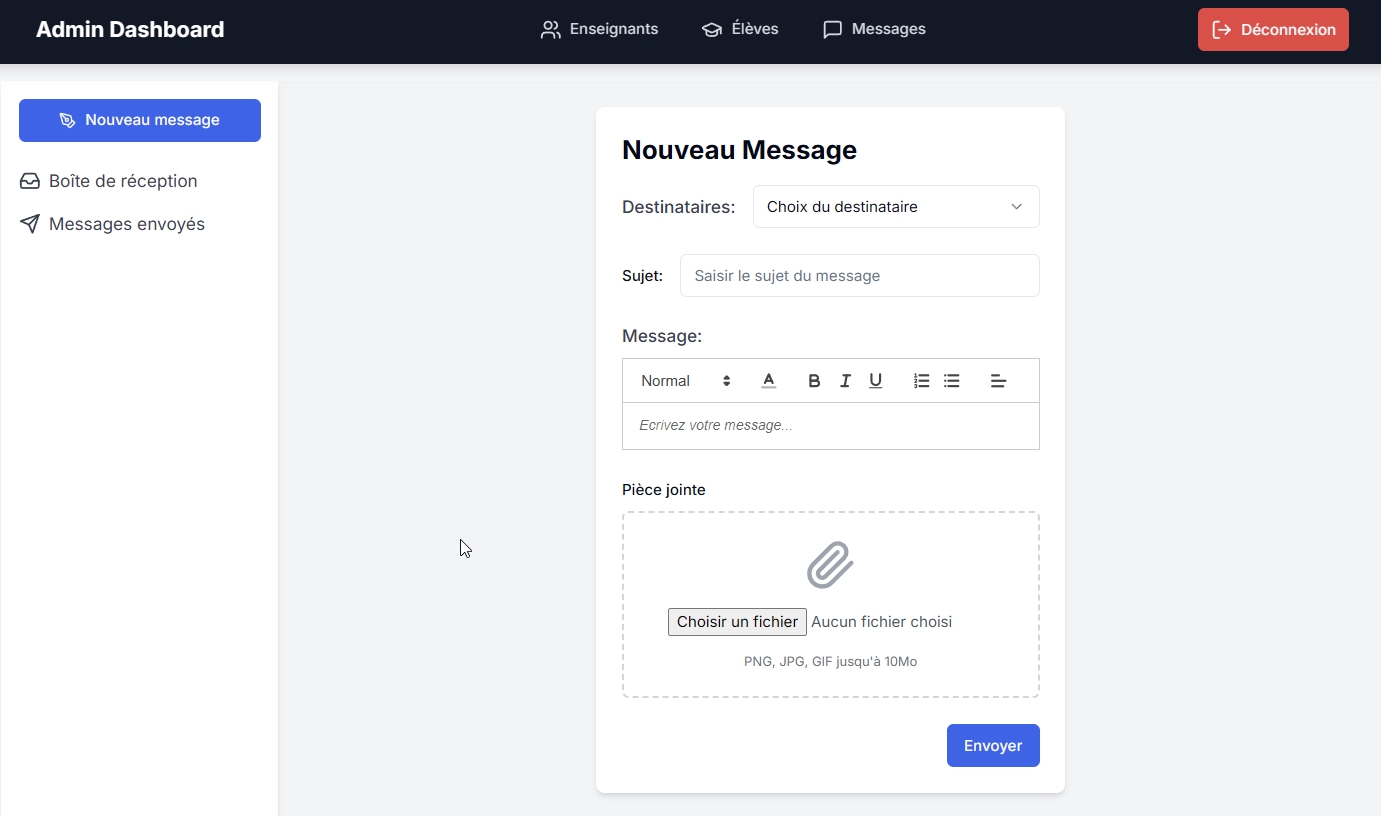 Admin Dashboard
Enseignants
Élèves
Messages
Déconnexion
Nouveau message
Boîte de réception
Messages envoyés
Nouveau Message
Destinataires: Choix du destinataire
Sujet: Saisir le sujet du message
Message:
Normal A B I U
Ecrivez votre message...
Pièce jointe
Choisir un fichier Aucun fichier choisi
PNG, JPG, GIF jusqu'à 10Mo
Envoyer